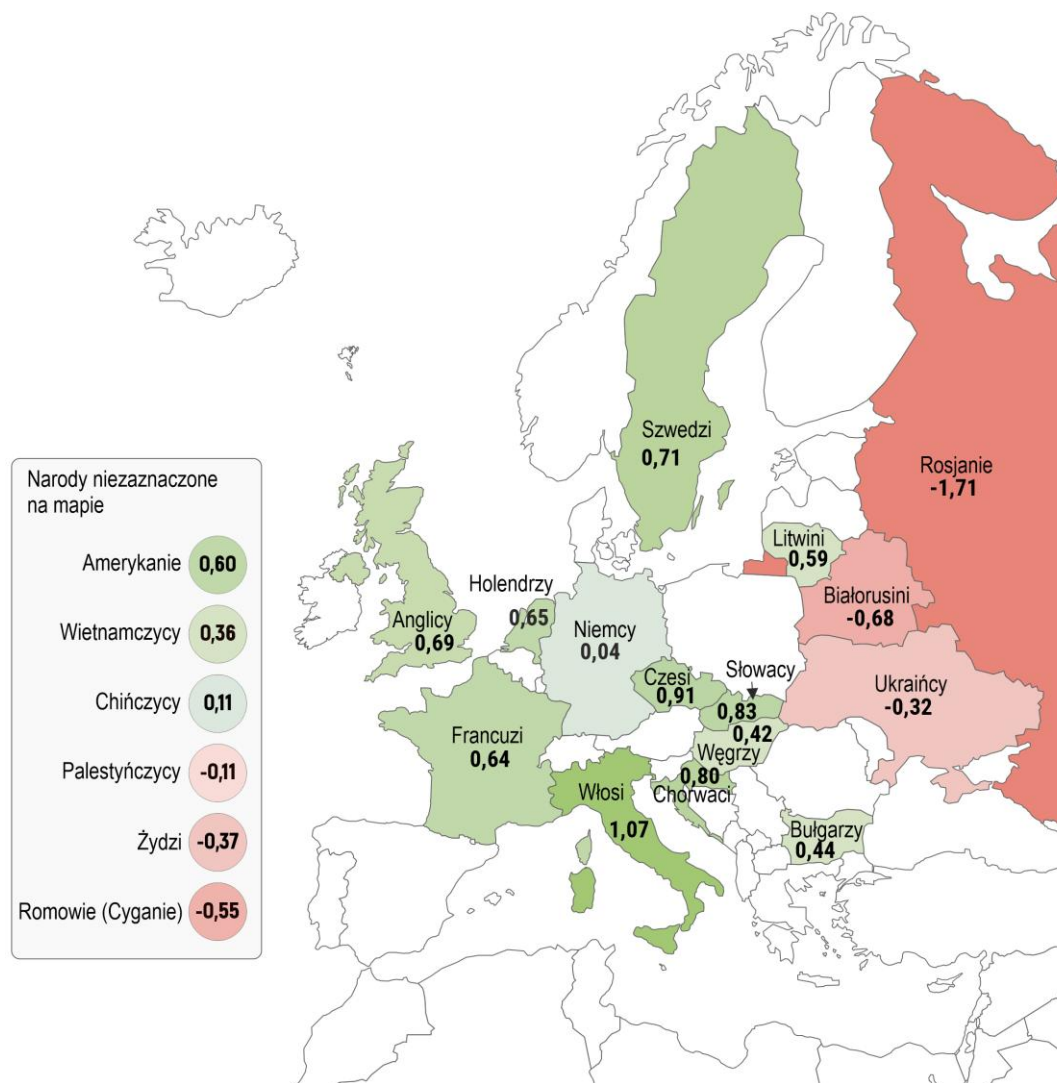 Szwedzi
0,71
Rosjanie
-1,71
Narody niezaznaczone
na mapie
Amerykanie 0,60
Wietnamczycy 0,36
Chińczycy 0,11
Palestyńczycy -0,11
Żydzi -0,37
Romowie (Cyganie) -0,55
Litwini
0,59
Holendrzy
0,65
Białorusini
-0,68
Anglicy
0,69
Niemcy
0,04
Słowacy
0,83
Czesi
0,91
Ukraińcy
-0,32
Francuzi
0,64
0,42
Węgrzy
0,80
Chorwaci
Włosi
1,07
Bułgarzy
0,44